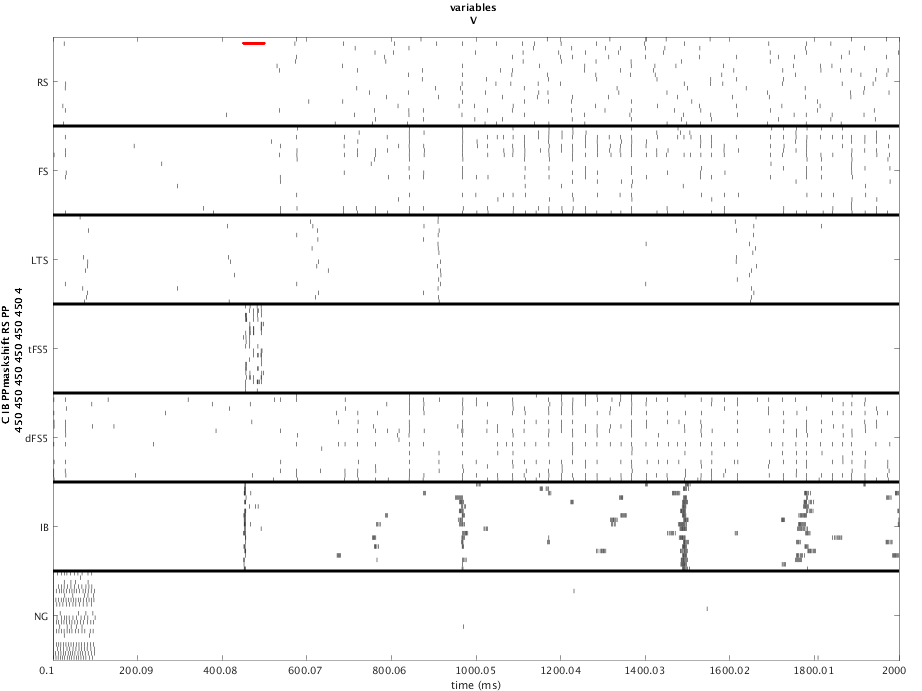 variables
V
RS
FS
LTS
tFS5
dFS5
IB
NG
C IB PPmaskshift RS PP
450 450 450 450 450 450 4
0.1 200.09 400.08 600.07 800.06 1000.05 1200.04 1400.03 1600.02 1800.01 2000
time (ms)